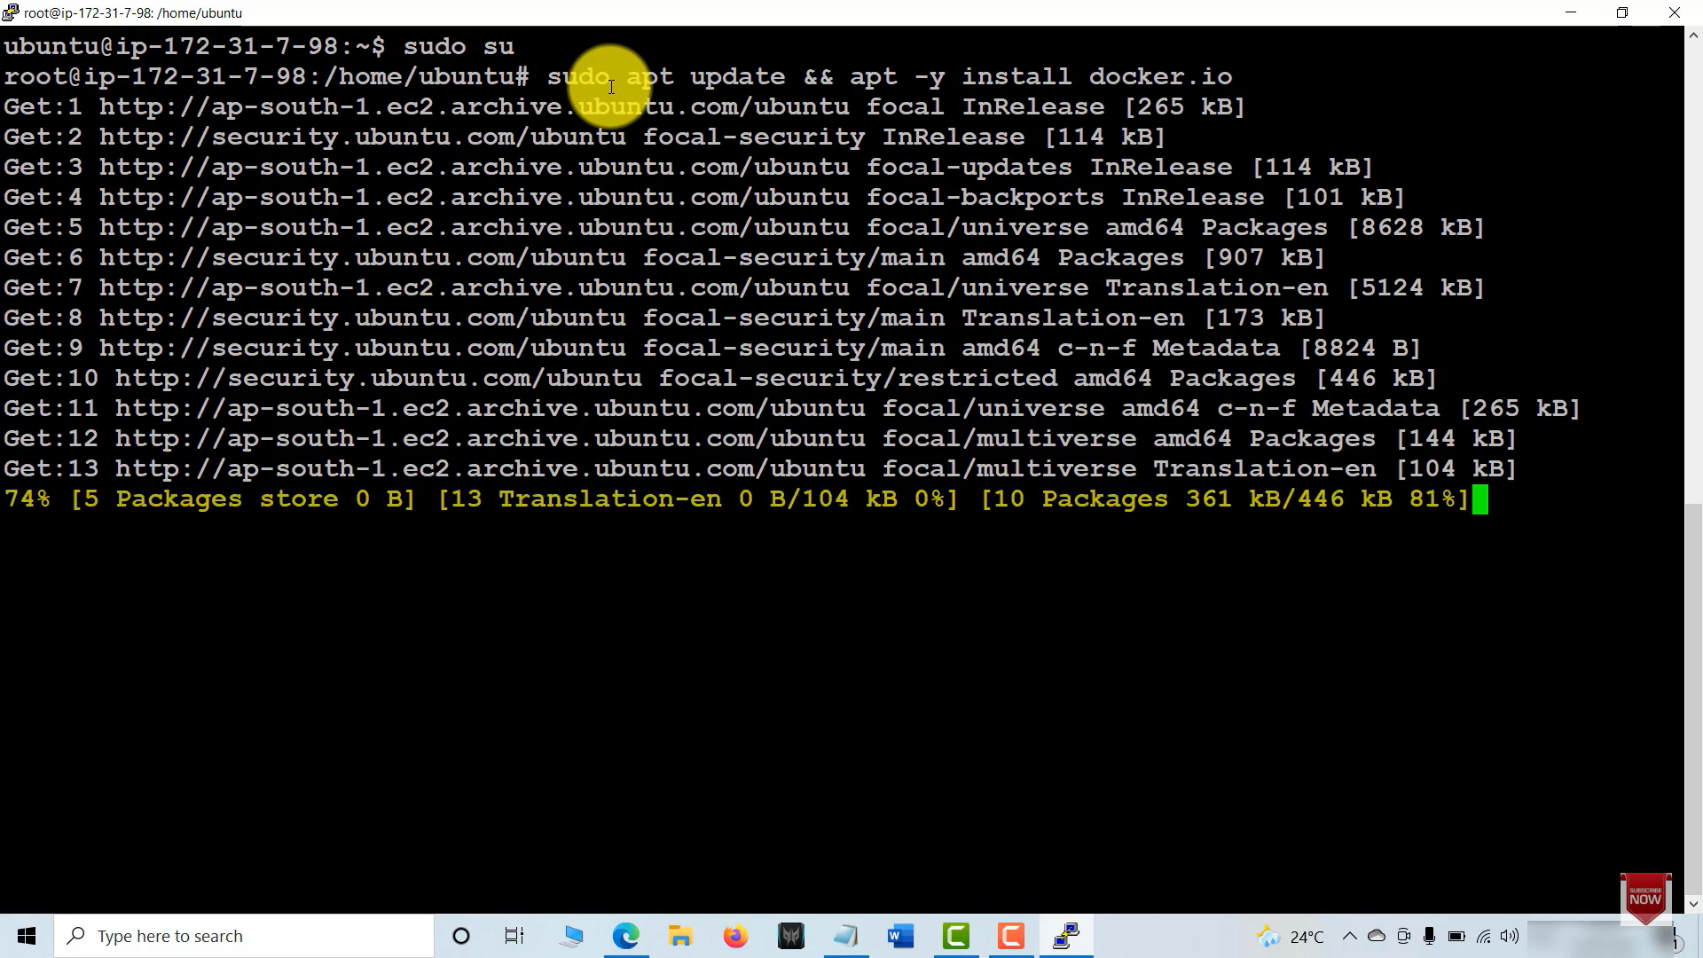 root@ip-172-31-7-98: /home/ubuntu
ubuntu@ip-172-31-7-98:~$ sudo su
root@ip-172-31-7-98:/home/ubuntu# sudo apt update && apt -y install docker.io
Get:1 http://ap-south-1.ec2.archive.ubuntu.com/ubuntu focal InRelease [265 kB]
Get:2 http://security.ubuntu.com/ubuntu focal-security InRelease [114 kB]
Get:3 http://ap-south-1.ec2.archive.ubuntu.com/ubuntu focal-updates InRelease [114 kB]
Get:4 http://ap-south-1.ec2.archive.ubuntu.com/ubuntu focal-backports InRelease [101 kB]
Get:5 http://ap-south-1.ec2.archive.ubuntu.com/ubuntu focal/universe amd64 Packages [8628 kB]
Get:6 http://security.ubuntu.com/ubuntu focal-security/main amd64 Packages [907 kB]
Get:7 http://ap-south-1.ec2.archive.ubuntu.com/ubuntu focal/universe Translation-en [5124 kB]
Get:8 http://security.ubuntu.com/ubuntu focal-security/main Translation-en [173 kB]
Get:9 http://security.ubuntu.com/ubuntu focal-security/main amd64 c-n-f Metadata [8824 B]
Get:10 http://security.ubuntu.com/ubuntu focal-security/restricted amd64 Packages [446 kB]
Get:11 http://ap-south-1.ec2.archive.ubuntu.com/ubuntu focal/universe amd64 c-n-f Metadata [265 kB]
Get:12 http://ap-south-1.ec2.archive.ubuntu.com/ubuntu focal/multiverse amd64 Packages [144 kB]
Get:13 http://ap-south-1.ec2.archive.ubuntu.com/ubuntu focal/multiverse Translation-en [104 kB]
74% [5 Packages store 0 B] [13 Translation-en 0 B/104 kB 0%] [10 Packages 361 kB/446 kB 81%]
SUBSCRIBE
NOW
Type here to search
24°C